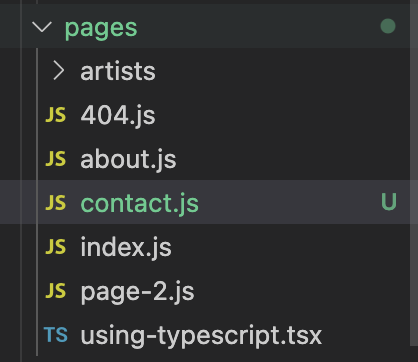 pages
artists
JS 404.js
JS about.js
JS contact.js U
JS index.js
JS page-2.js
TS using-typescript.tsx